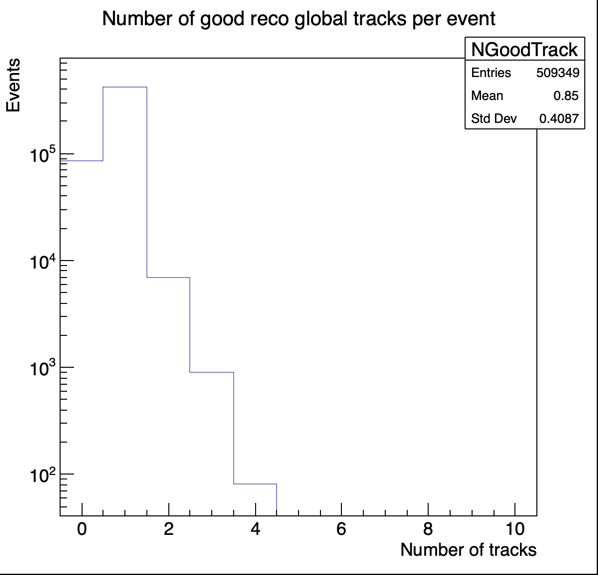 Number of good reco global tracks per event
NGoodTrack
Entries 509349
Mean 0.85
Std Dev 0.4087
Events
10^5
10^4
10^3
10^2
0 2 4 6 8 10
Number of tracks